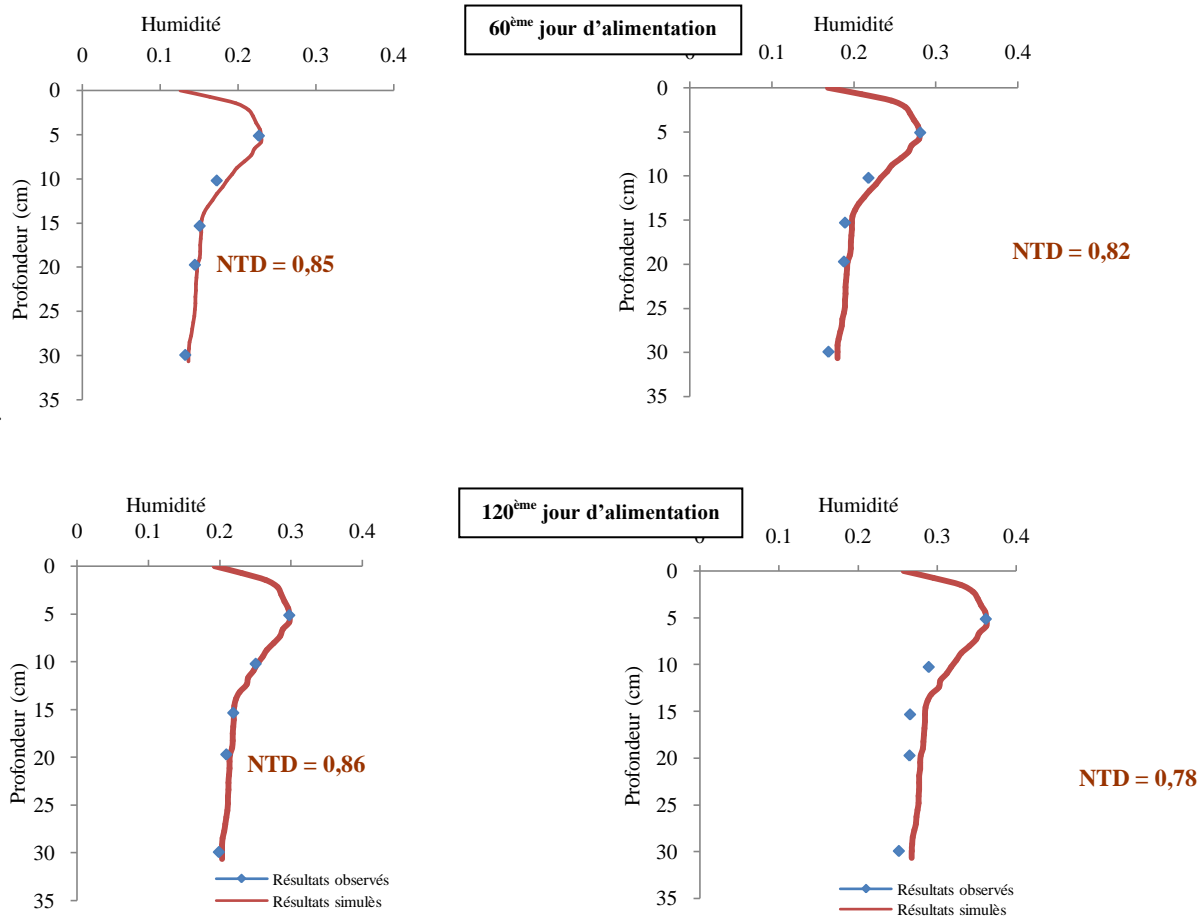 60ème jour d’alimentation
Humidité
0 0.1 0.2 0.3 0.4
0
5
10
15
20
25
30
35
Profondeur (cm)
NTD = 0,85
Humidité
0 0.1 0.2 0.3 0.4
0
5
10
15
20
25
30
35
Profondeur (cm)
NTD = 0,82
120ème jour d’alimentation
Humidité
0 0.1 0.2 0.3 0.4
0
5
10
15
20
25
30
35
Profondeur (cm)
NTD = 0,86
Résultats observés
Résultats simulès
Humidité
0 0.1 0.2 0.3 0.4
0
5
10
15
20
25
30
35
Profondeur (cm)
NTD = 0,78
Résultats observés
Résultats simulès